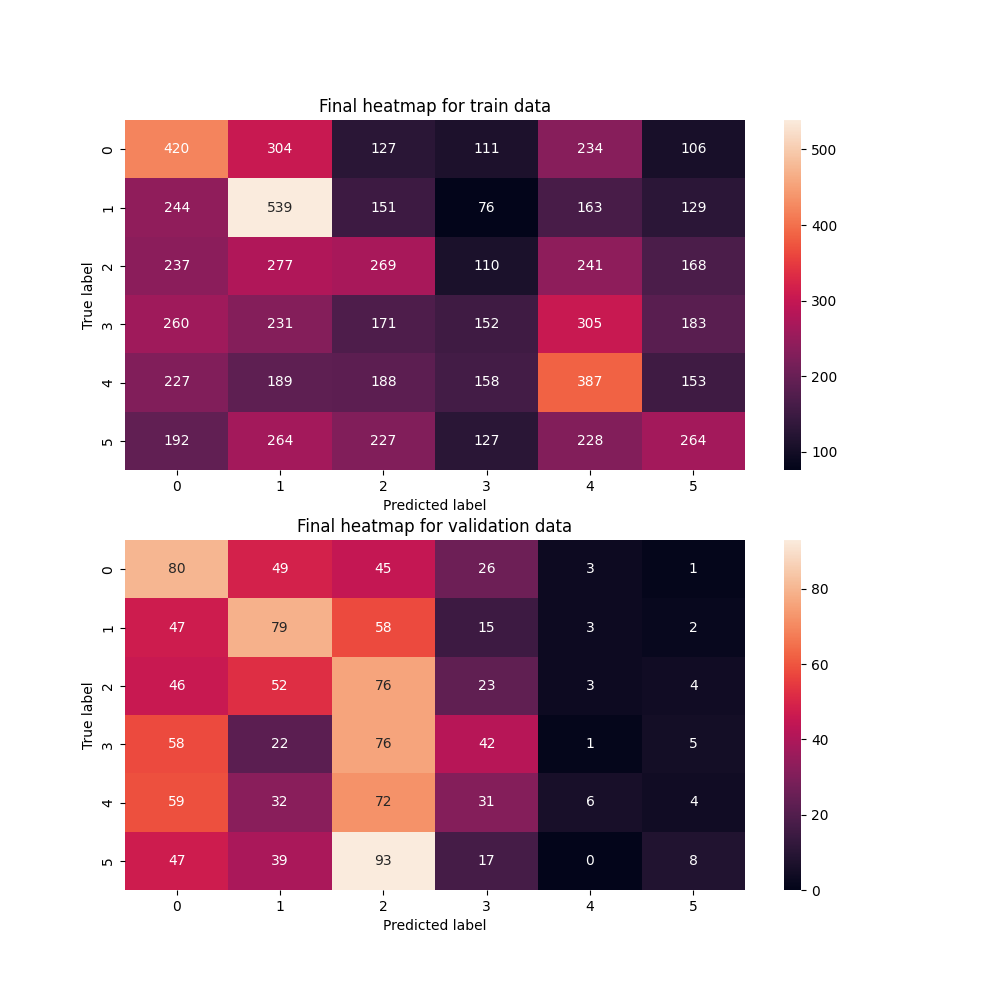 Final heatmap for train data
0 420 304 127 111 234 106
1 244 539 151 76 163 129
2 237 277 269 110 241 168
3 260 231 171 152 305 183
4 227 189 188 158 387 153
5 192 264 227 127 228 264
0 1 2 3 4 5
Predicted label
True label
500
400
300
200
100
Final heatmap for validation data
0 80 49 45 26 3 1
1 47 79 58 15 3 2
2 46 52 76 23 3 4
3 58 22 76 42 1 5
4 59 32 72 31 6 4
5 47 39 93 17 0 8
0 1 2 3 4 5
Predicted label
True label
80
60
40
20
0